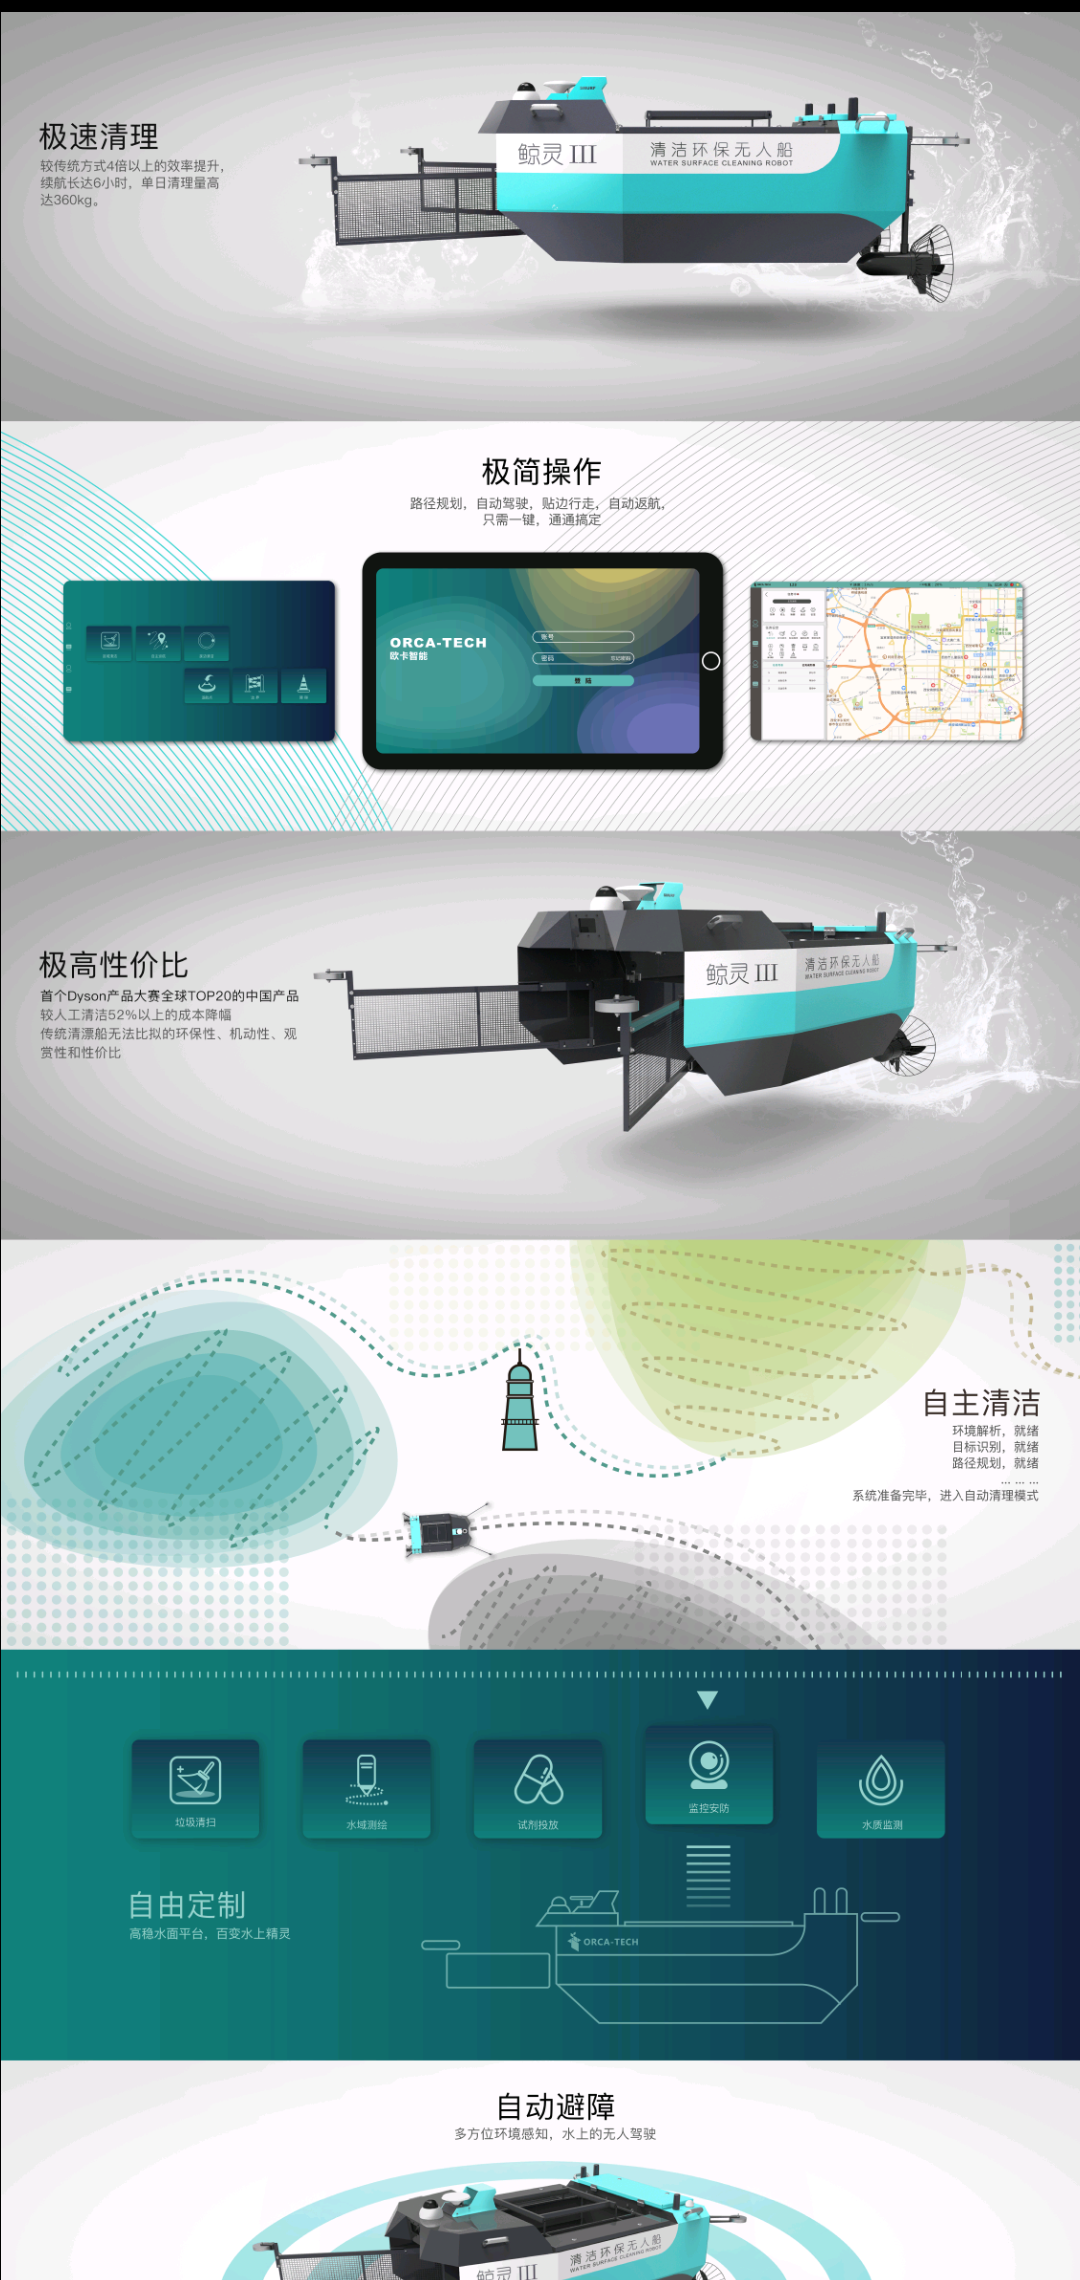 极速清理
较传统方式4倍以上的效率提升，
续航长达6小时，单日清理量高
达360kg。
鲸灵 III
清洁环保无人船
WATER SURFACE CLEANING ROBOT
极简操作
路径规划，自动驾驶，贴边行走，自动返航，
只需一键，通通搞定
ORCA-TECH
欧卡智能
账号
密码
登 陆
极高性价比
首个Dyson产品大赛全球TOP20的中国产品
较人工清洁52%以上的成本降幅
传统清漂船无法比拟的环保性、机动性、观
赏性和性价比
鲸灵 III
清洁环保无人船
WATER SURFACE CLEANING ROBOT
自主清洁
环境解析，就绪
目标识别，就绪
路径规划，就绪
... ... ...
系统准备完毕，进入自动清理模式
垃圾清扫
水域测绘
试剂投放
监控安防
水质监测
自由定制
高稳水面平台，百变水上精灵
ORCA-TECH
自动避障
多方位环境感知，水上的无人驾驶
鲸灵 III
清洁环保无人船
WATER SURFACE CLEANING ROBOT